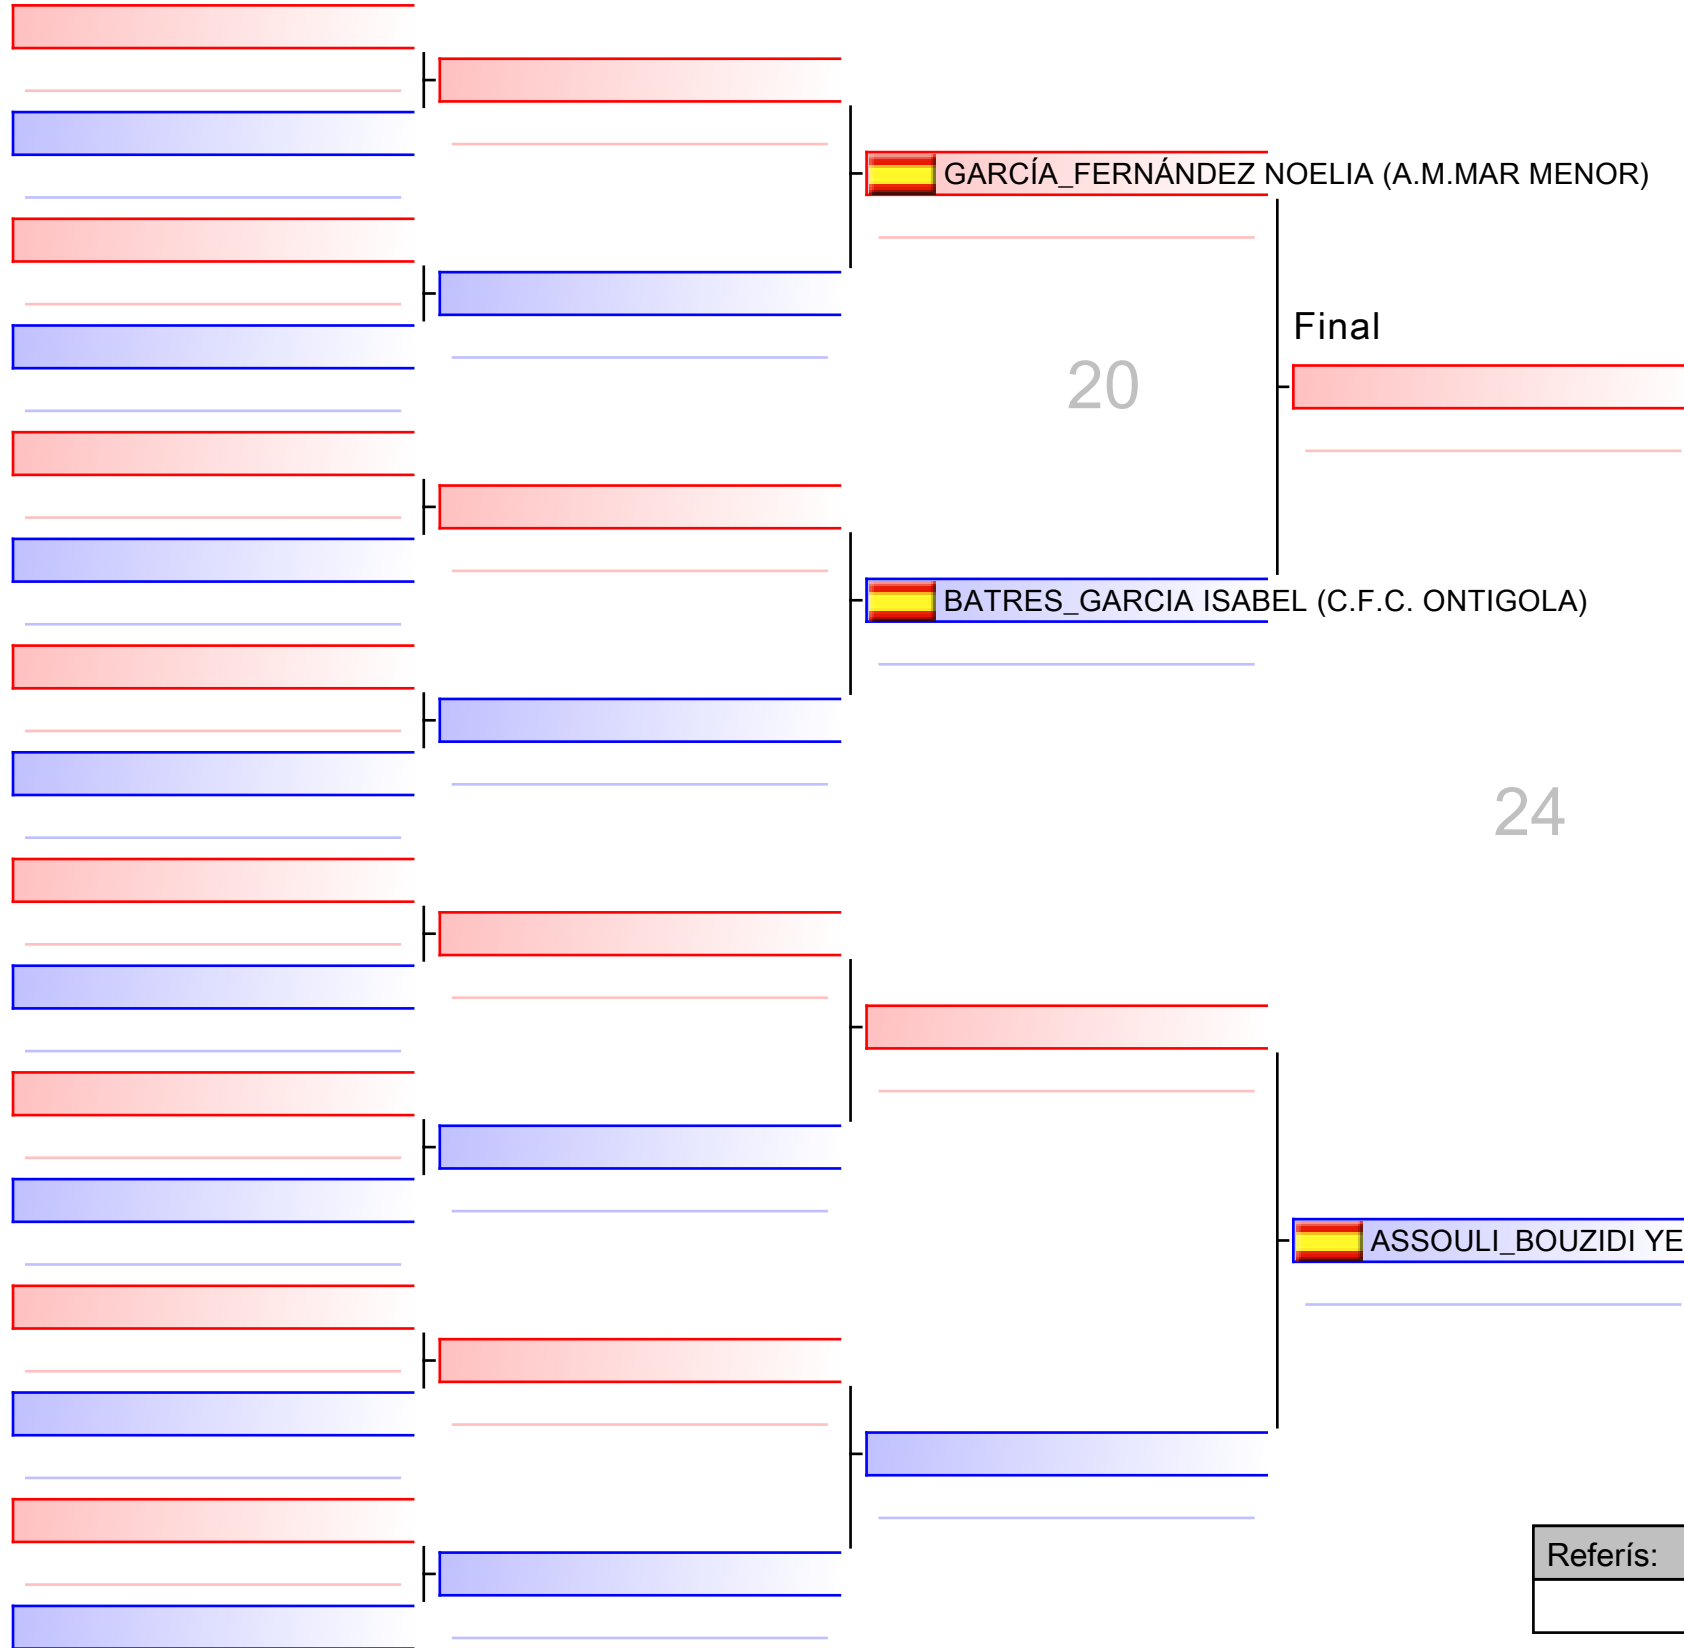 GARCÍA_FERNÁNDEZ NOELIA (A.M.MAR MENOR)
Final
20
BATRES_GARCIA ISABEL (C.F.C. ONTIGOLA)
24
ASSOULI_BOUZIDI YE
Referís: